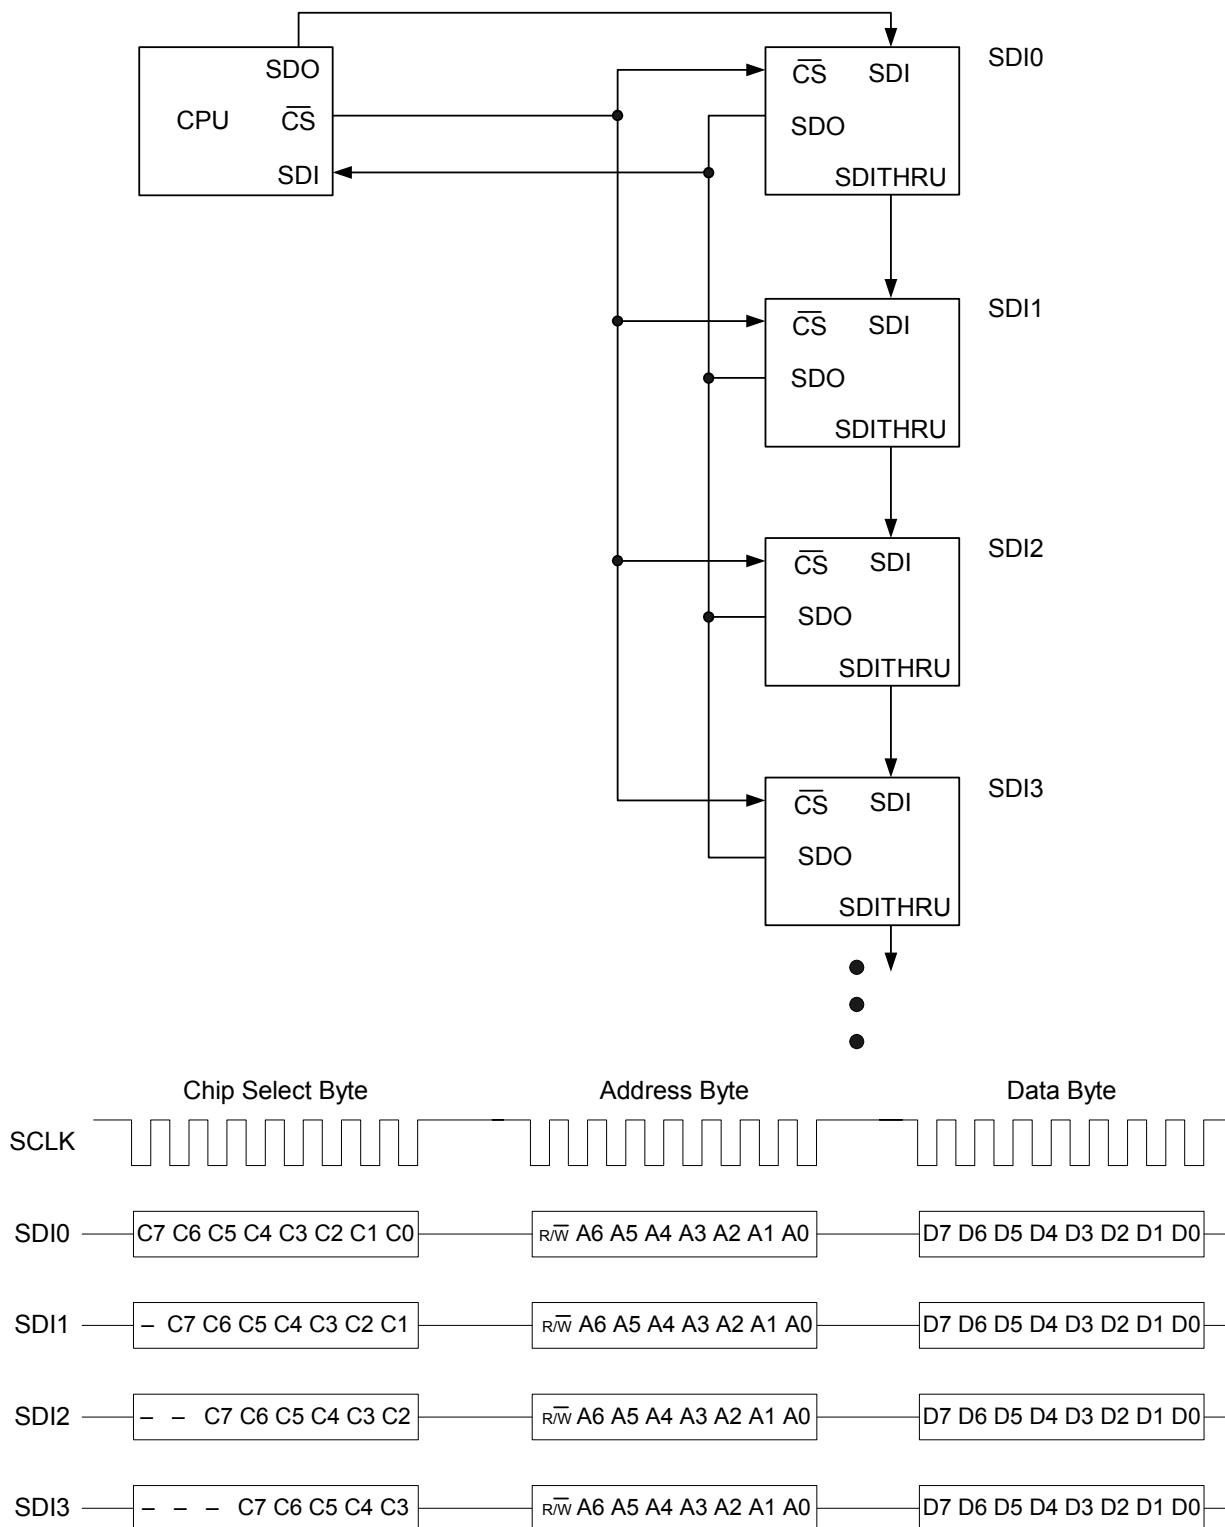 SDO
CPU
C̅S̅
SDI
C̅S̅ SDI
SDO
SDITHRU
SDI0
C̅S̅ SDI
SDO
SDITHRU
SDI1
C̅S̅ SDI
SDO
SDITHRU
SDI2
C̅S̅ SDI
SDO
SDITHRU
SDI3
Chip Select Byte Address Byte Data Byte
SCLK
SDI0 C7 C6 C5 C4 C3 C2 C1 C0 R/W̅ A6 A5 A4 A3 A2 A1 A0 D7 D6 D5 D4 D3 D2 D1 D0
SDI1 – C7 C6 C5 C4 C3 C2 C1 R/W̅ A6 A5 A4 A3 A2 A1 A0 D7 D6 D5 D4 D3 D2 D1 D0
SDI2 – – C7 C6 C5 C4 C3 C2 R/W̅ A6 A5 A4 A3 A2 A1 A0 D7 D6 D5 D4 D3 D2 D1 D0
SDI3 – – – C7 C6 C5 C4 C3 R/W̅ A6 A5 A4 A3 A2 A1 A0 D7 D6 D5 D4 D3 D2 D1 D0